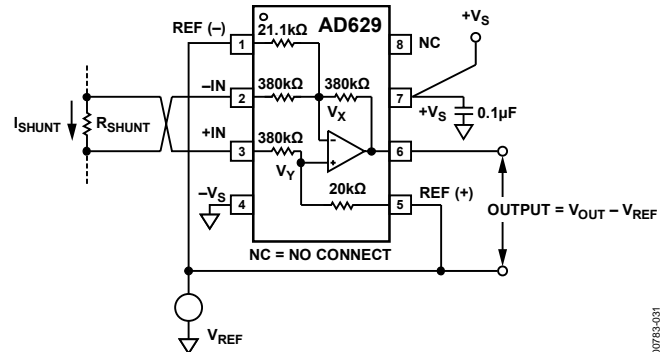 REF (–)
21.1kΩ
AD629
+VS
1
8
NC
–IN
380kΩ
380kΩ
2
7
ISHUNT
RSHUNT
VX
+VS
0.1µF
+IN
380kΩ
–
+
3
6
VY
–VS
20kΩ
REF (+)
4
5
OUTPUT = VOUT – VREF
NC = NO CONNECT
VREF
00783-031